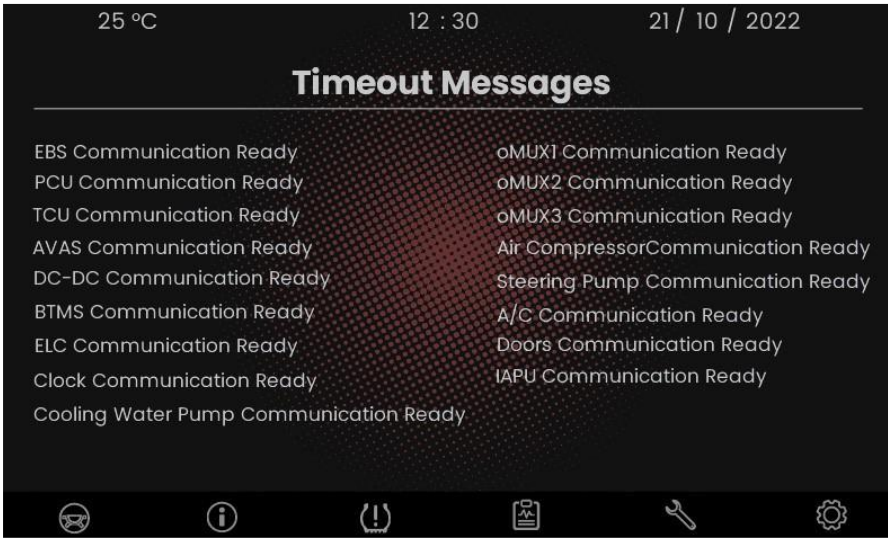 25 °C 12 : 30 21 / 10 / 2022
Timeout Messages
EBS Communication Ready
PCU Communication Ready
TCU Communication Ready
AVAS Communication Ready
DC-DC Communication Ready
BTMS Communication Ready
ELC Communication Ready
Clock Communication Ready
Cooling Water Pump Communication Ready
oMUX1 Communication Ready
oMUX2 Communication Ready
oMUX3 Communication Ready
Air CompressorCommunication Ready
Steering Pump Communication Ready
A/C Communication Ready
Doors Communication Ready
IAPU Communication Ready